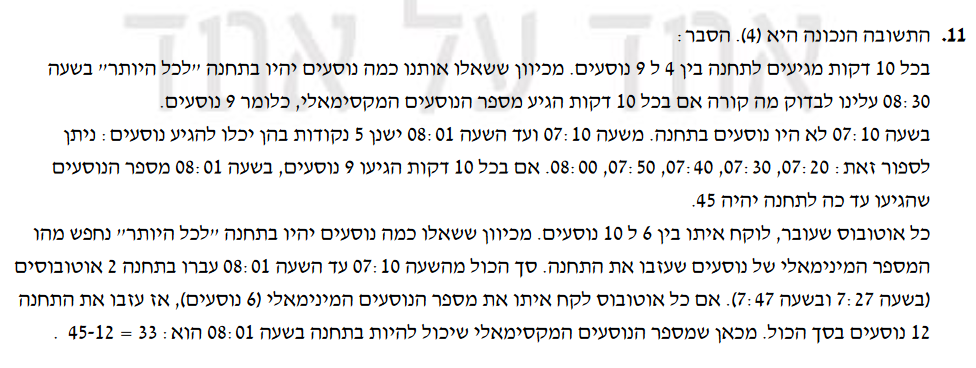 אחד על אחד
11. התשובה הנכונה היא (4). הסבר:
בכל 10 דקות מגיעים לתחנה בין 4 ל 9 נוסעים. מכיוון ששאלו אותנו כמה נוסעים יהיו בתחנה "לכל היותר" בשעה
08:30 עלינו לבדוק מה קורה אם בכל 10 דקות הגיע מספר הנוסעים המקסימאלי, כלומר 9 נוסעים.
בשעה 07:10 לא היו נוסעים בתחנה. משעה 07:10 ועד השעה 08:01 ישנן 5 נקודות בהן יכלו להגיע נוסעים: ניתן
לספור זאת: 07:20, 07:30, 07:40, 07:50, 08:00. אם בכל 10 דקות הגיעו 9 נוסעים, בשעה 08:01 מספר הנוסעים
שהגיעו עד כה לתחנה יהיה 45.
כל אוטובוס שעובר, לוקח איתו בין 6 ל 10 נוסעים. מכיוון ששאלו כמה נוסעים יהיו בתחנה "לכל היותר" נחפש מהו
המספר המינימאלי של נוסעים שעזבו את התחנה. סך הכול מהשעה 07:10 עד השעה 08:01 עברו בתחנה 2 אוטובוסים
(בשעה 7:27 ובשעה 7:47). אם כל אוטובוס לקח איתו את מספר הנוסעים המינימאלי (6 נוסעים), אז עזבו את התחנה
12 נוסעים בסך הכול. מכאן שמספר הנוסעים המקסימאלי שיכול להיות בתחנה בשעה 08:01 הוא: 45-12 = 33 .